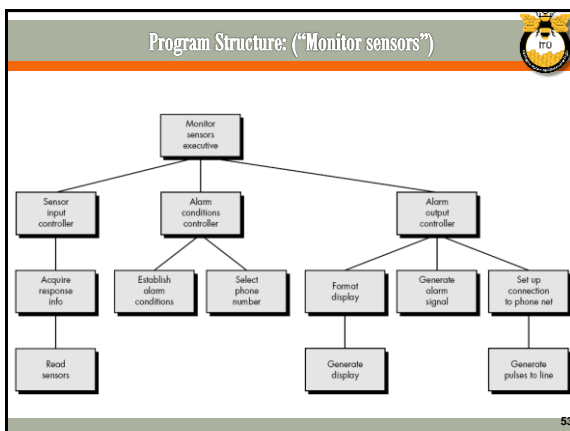 Program Structure: (“Monitor sensors”)
İTÜ
Monitor
sensors
executive
Sensor
input
controller
Alarm
conditions
controller
Alarm
output
controller
Acquire
response
info
Establish
alarm
conditions
Select
phone
number
Format
display
Generate
alarm
signal
Set up
connection
to phone net
Read
sensors
Generate
display
Generate
pulses to line
53